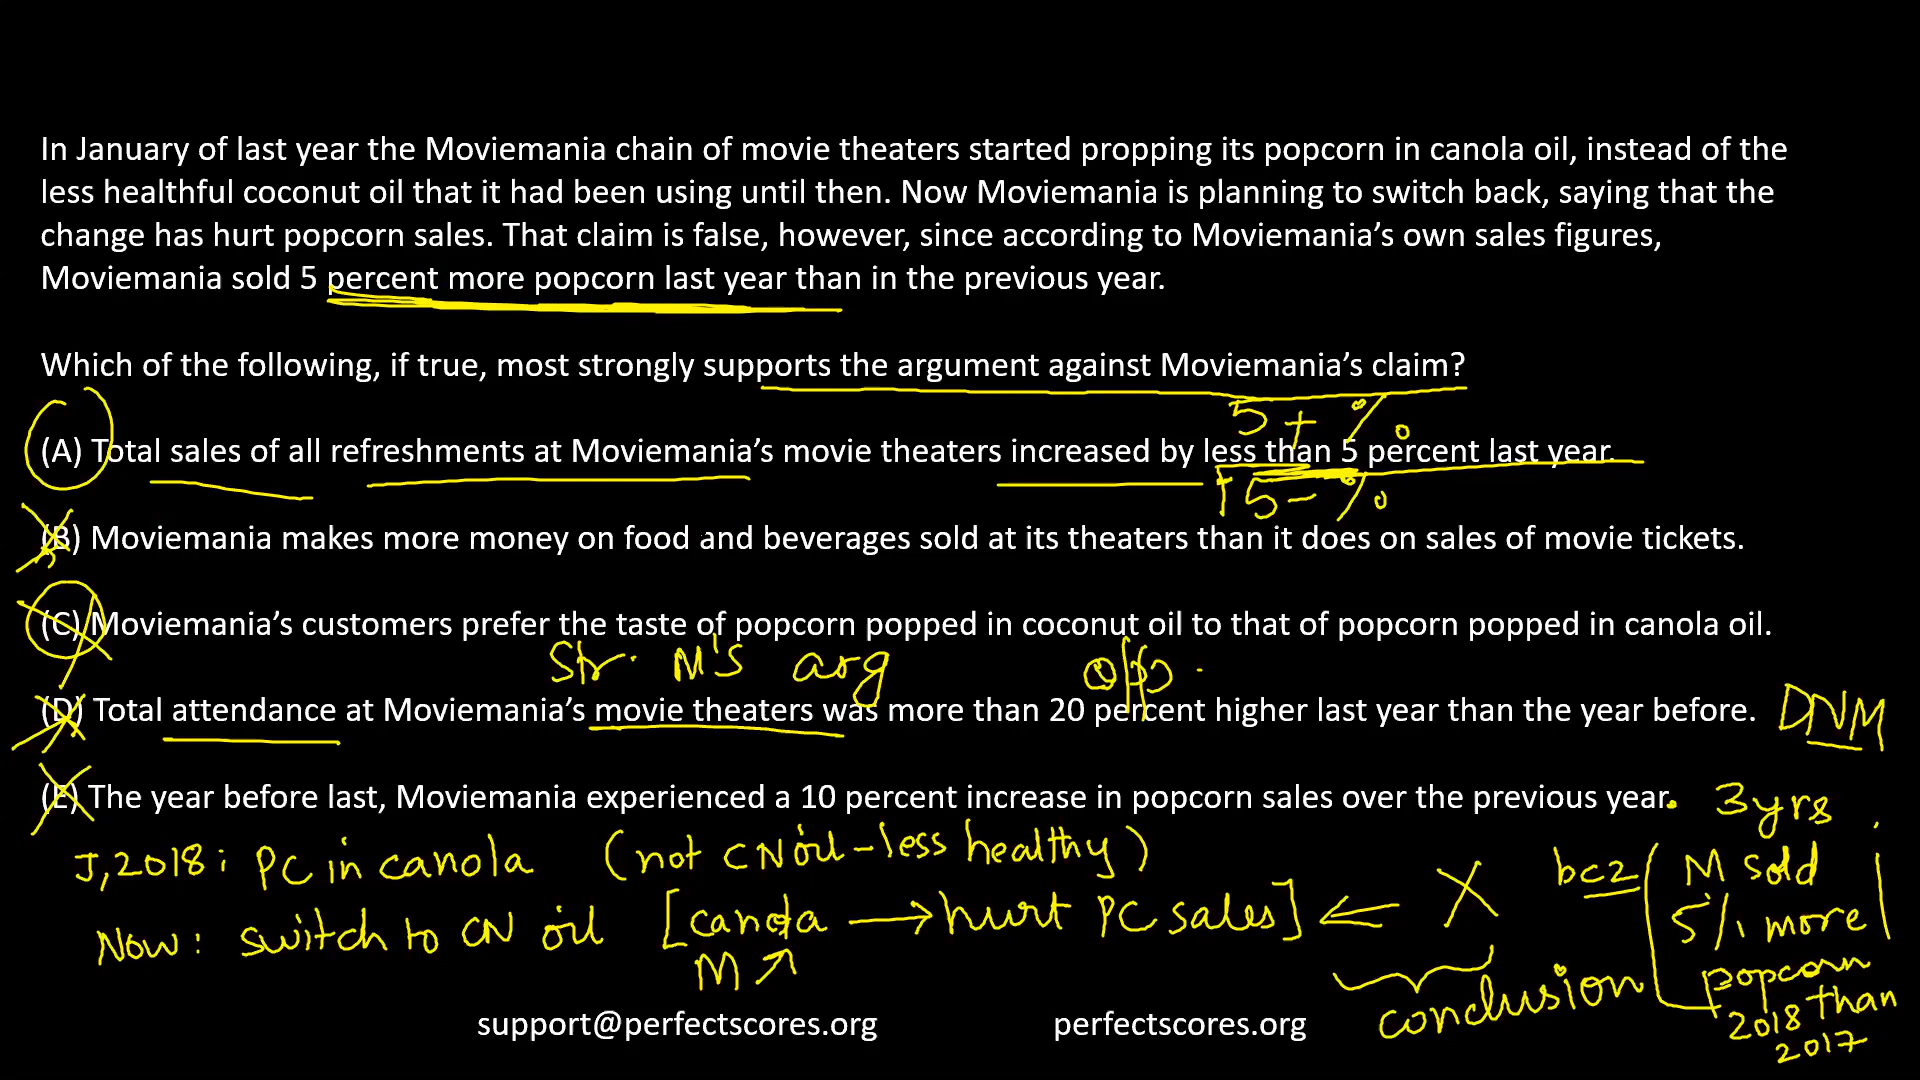 In January of last year the Moviemania chain of movie theaters started propping its popcorn in canola oil, instead of the
less healthful coconut oil that it had been using until then. Now Moviemania is planning to switch back, saying that the
change has hurt popcorn sales. That claim is false, however, since according to Moviemania’s own sales figures,
Moviemania sold 5 percent more popcorn last year than in the previous year.
Which of the following, if true, most strongly supports the argument against Moviemania’s claim?
5 + %
(A) Total sales of all refreshments at Moviemania’s movie theaters increased by less than 5 percent last year.
↑ 5 - %
(B) Moviemania makes more money on food and beverages sold at its theaters than it does on sales of movie tickets.
(C) Moviemania’s customers prefer the taste of popcorn popped in coconut oil to that of popcorn popped in canola oil.
Str. M's arg opp.
(D) Total attendance at Moviemania’s movie theaters was more than 20 percent higher last year than the year before. DNM
(E) The year before last, Moviemania experienced a 10 percent increase in popcorn sales over the previous year. 3 yrs
J, 2018: PC in canola (not CN oil - less healthy)
Now: switch to CN oil [canola → hurt PC sales] ← X
M ↗
conclusion
bcz
M sold
5% more
popcorn
2018 than
2017
support@perfectscores.org perfectscores.org